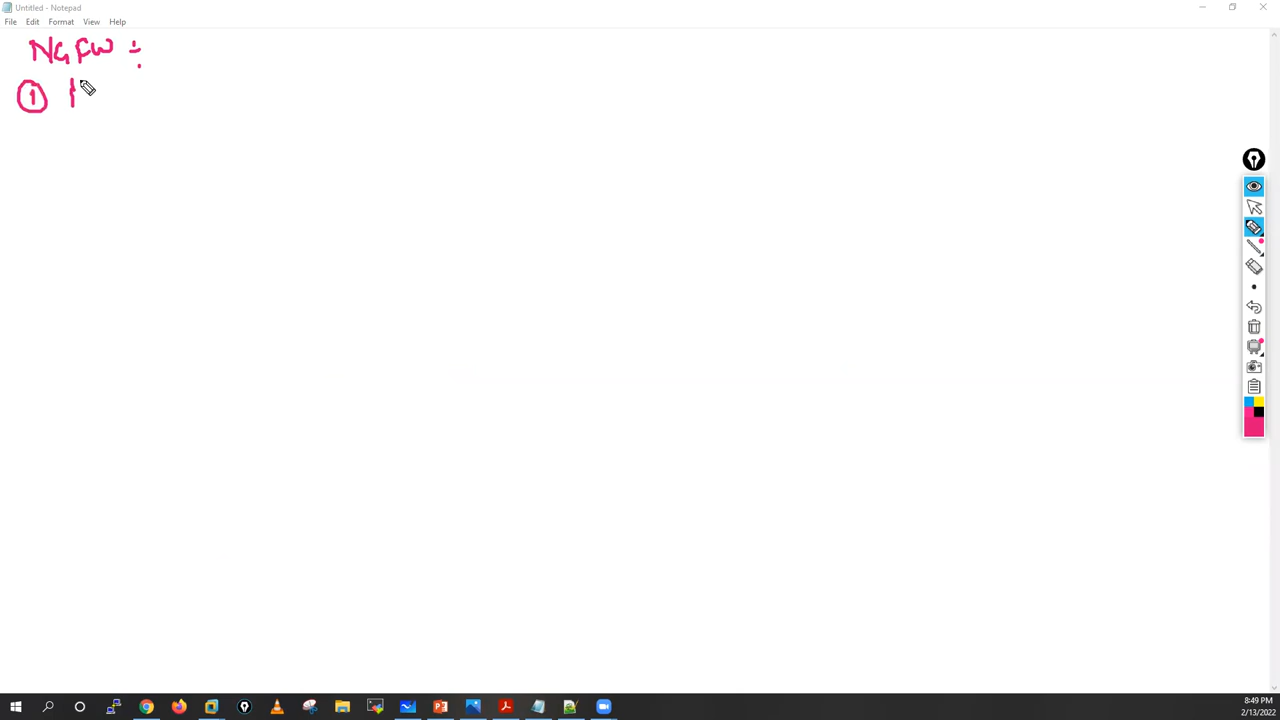 Untitled - Notepad
File Edit Format View Help
NGFW :-
① 
8:49 PM
2/13/2022